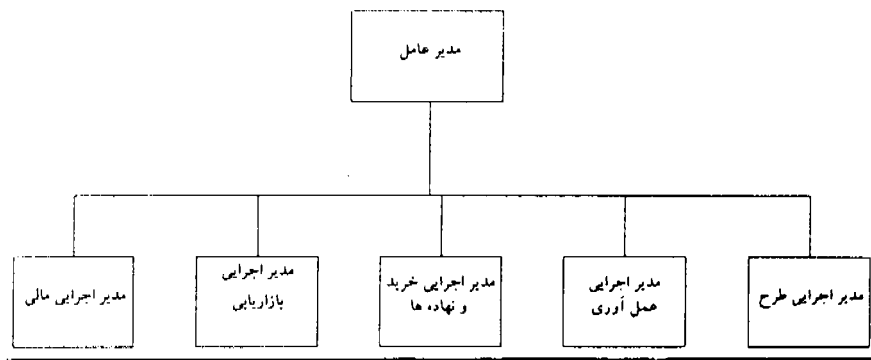 مدیر عامل
مدیر اجرایی طرح
مدیر اجرایی
عمل آوری
مدیر اجرایی خرید
و نهاده ها
مدیر اجرایی
بازاریابی
مدیر اجرایی مالی